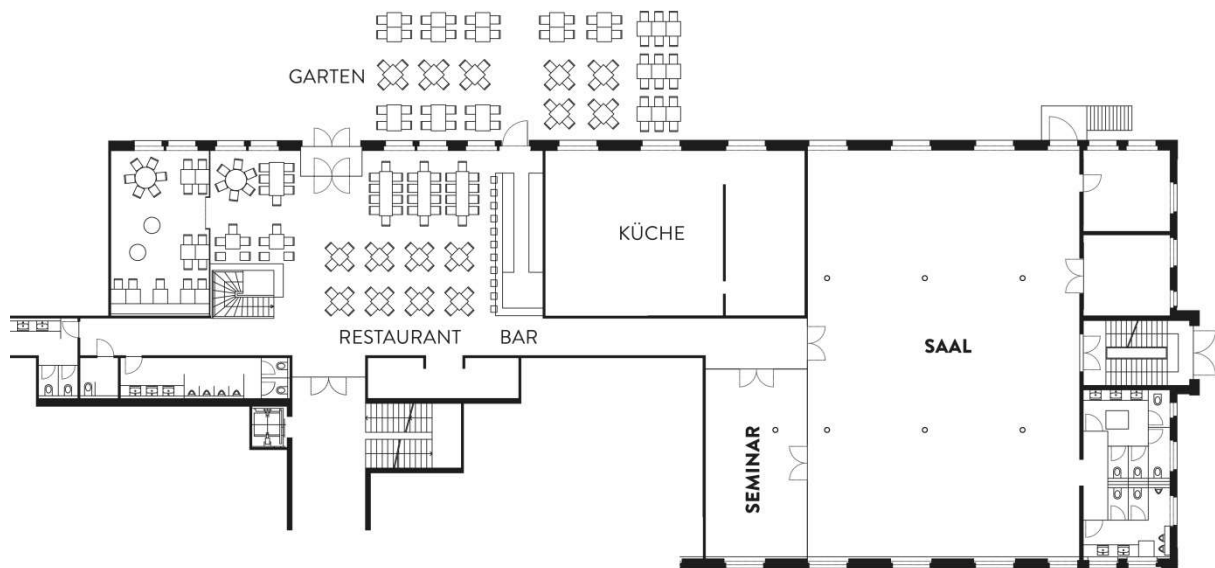 GARTEN
KÜCHE
RESTAURANT
BAR
SAAL
SEMINAR